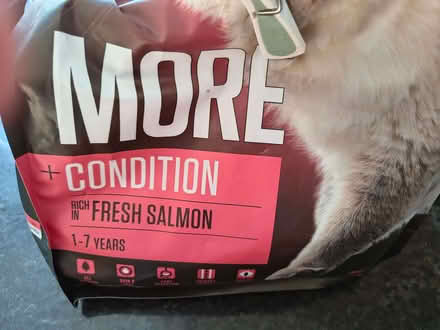 MORE
+ CONDITION
RICH IN FRESH SALMON
1-7 YEARS